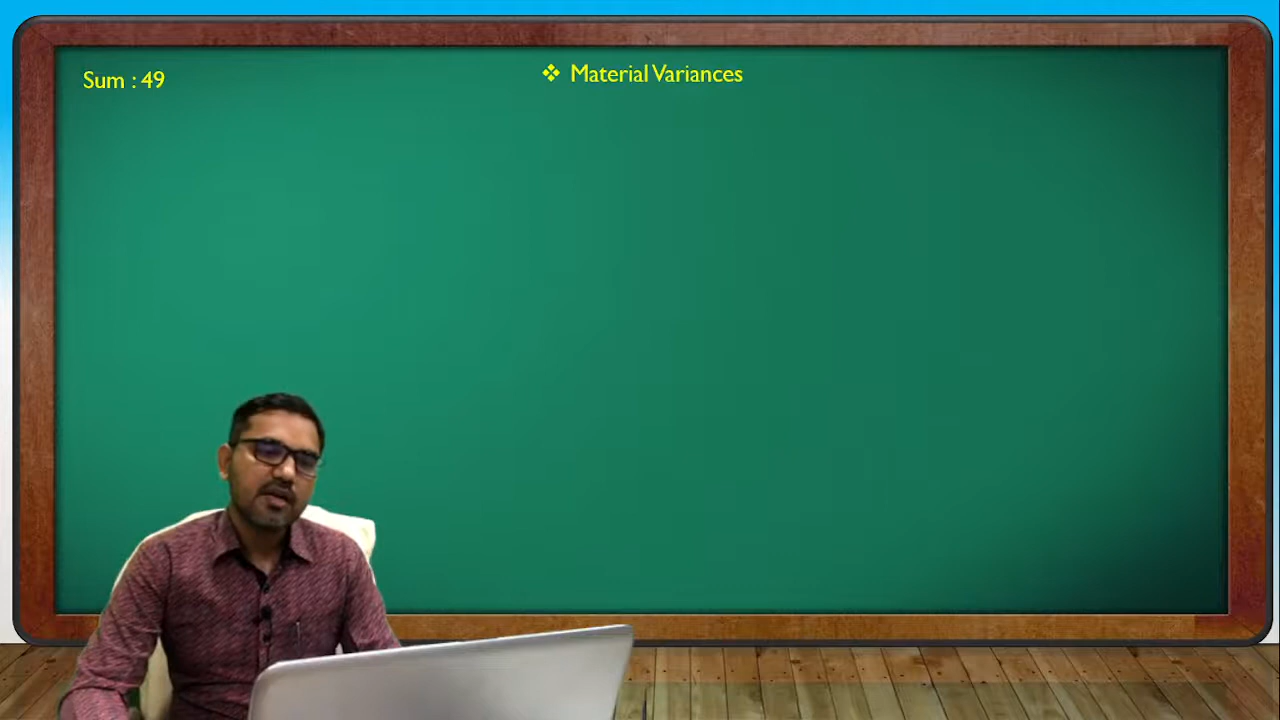 Sum : 49
❖ Material Variances